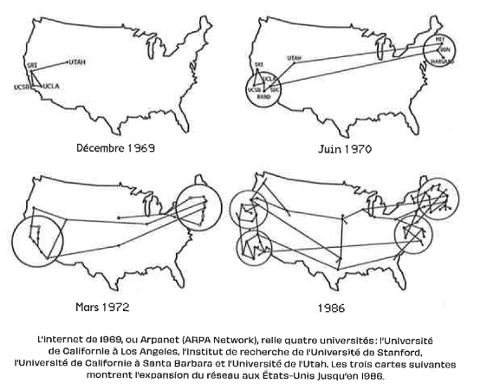 SRI
UTAH
UCSB
UCLA
Décembre 1969
UTAH
MIT
BBN
HARVARD
SRI
UCLA
UCSB
SDC
RAND
Juin 1970
Mars 1972
1986
L'Internet de 1969, ou Arpanet (ARPA Network), relie quatre universités : l'Université
de Californie à Los Angeles, l'Institut de recherche de l'Université de Stanford,
l'Université de Californie à Santa Barbara et l'Université de l'Utah. Les trois cartes suivantes
montrent l'expansion du réseau aux États-Unis jusqu'en 1986.